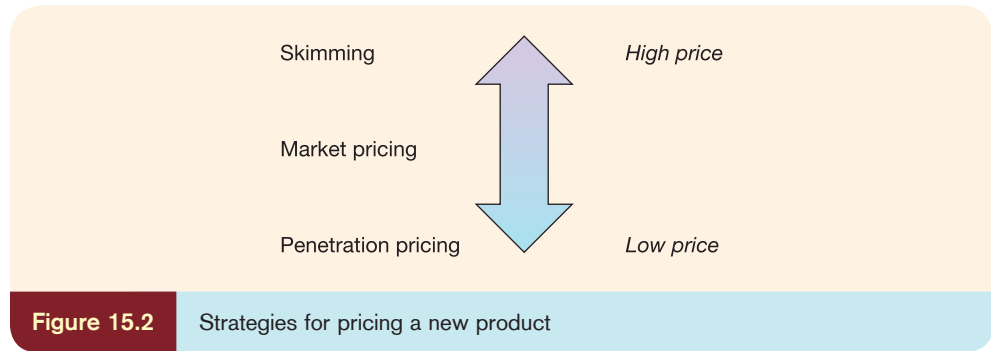 Skimming High price
Market pricing
Penetration pricing Low price
Figure 15.2 Strategies for pricing a new product